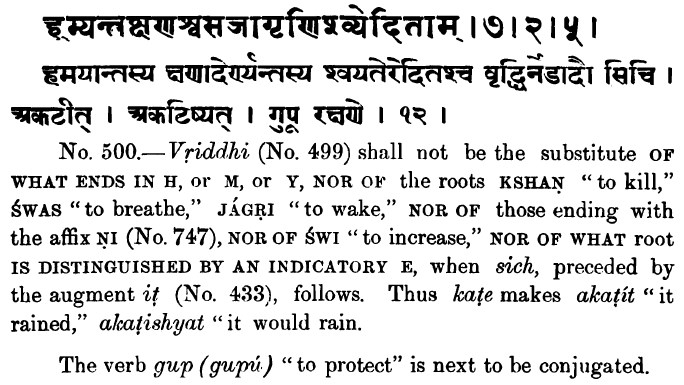 ह्म्यन्तक्षणश्वसजागृणिश्व्येदिताम् । ७ । २ । ५ ।
हमयान्तस्य क्षणादेर्ण्यन्तस्य श्वयतेरेदितश्च वृद्धिर्नेडादौ सिचि ।
अकटीत् । अकटिष्यत् । गुपू रक्षणे । १२ ।
No. 500.—Vṛiddhi (No. 499) shall not be the substitute OF
WHAT ENDS IN H, or M, or Y, NOR OF the roots KSHAṆ “to kill,”
ŚWAS “to breathe,” JÁGṚI “to wake,” NOR OF those ending with
the affix ṆI (No. 747), NOR OF ŚWI “to increase,” NOR OF WHAT root
IS DISTINGUISHED BY AN INDICATORY E, when sich, preceded by
the augment iṭ (No. 433), follows. Thus kaṭe makes akaṭít “it
rained,” akaṭishyat “it would rain.
The verb gup (gupú) “to protect” is next to be conjugated.